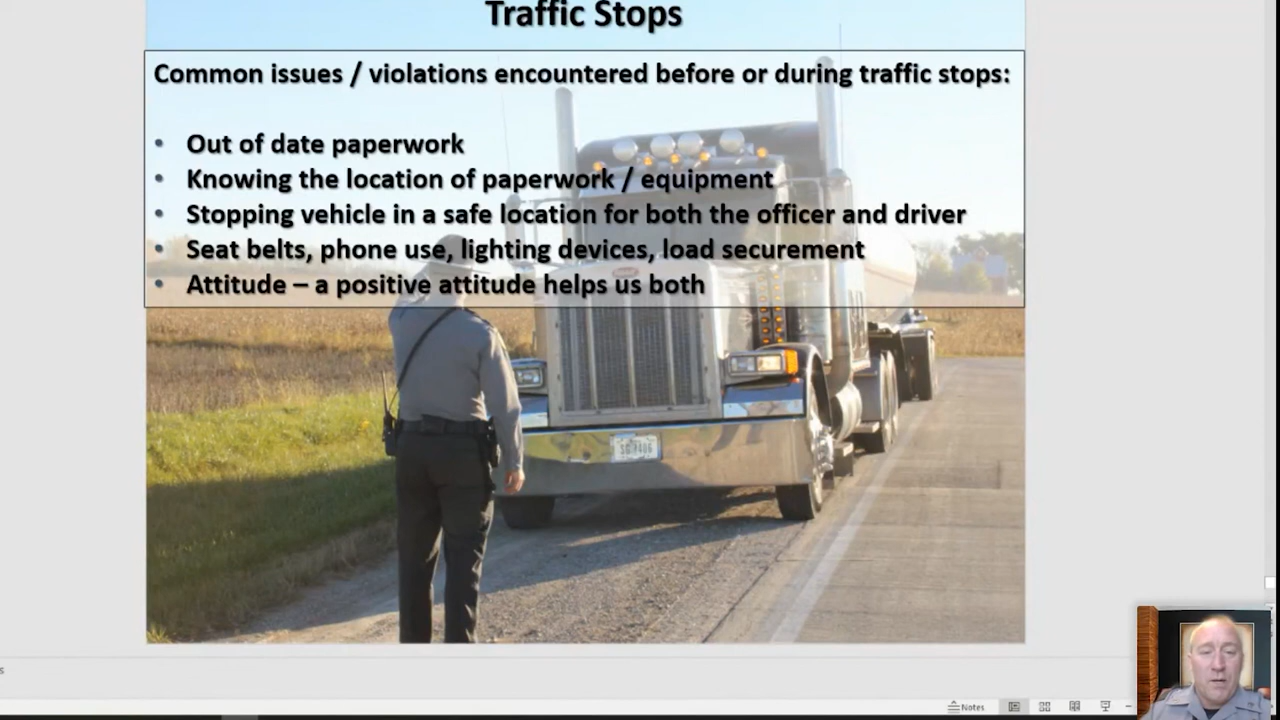 Traffic Stops
Common issues / violations encountered before or during traffic stops:
• Out of date paperwork
• Knowing the location of paperwork / equipment
• Stopping vehicle in a safe location for both the officer and driver
• Seat belts, phone use, lighting devices, load securement
• Attitude – a positive attitude helps us both
Notes